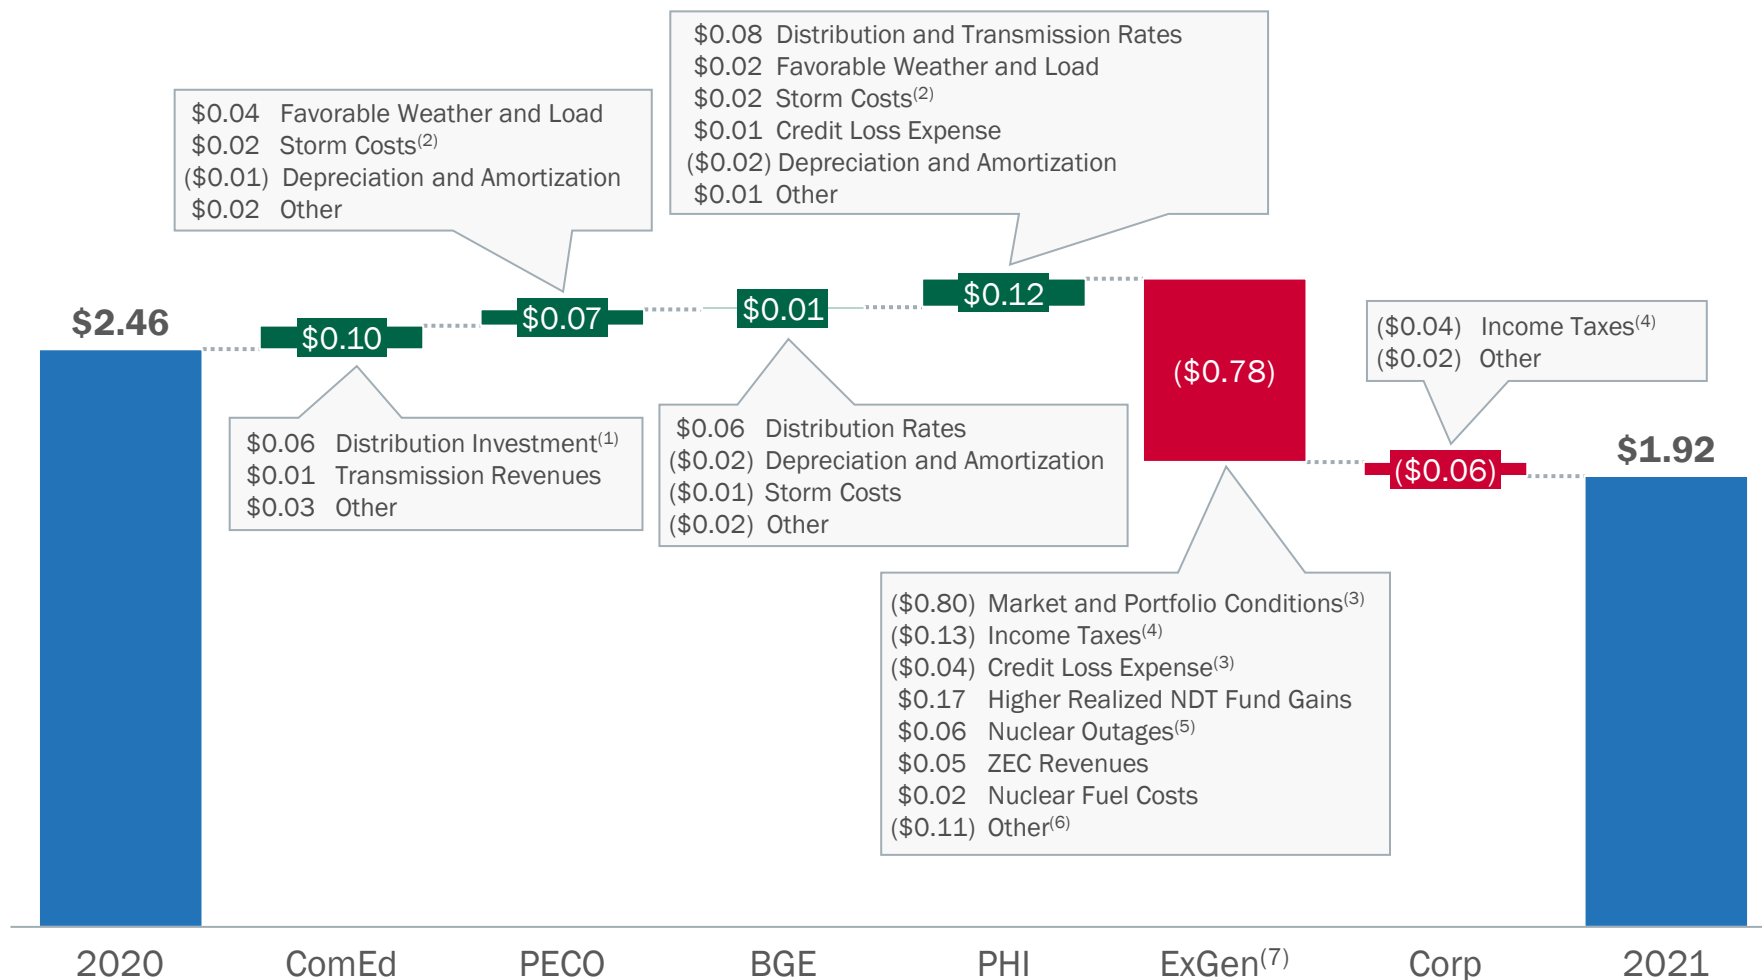 $0.08 Distribution and Transmission Rates
$0.02 Favorable Weather and Load
$0.02 Storm Costs(2)
$0.01 Credit Loss Expense
($0.02) Depreciation and Amortization
$0.01 Other
$0.04 Favorable Weather and Load
$0.02 Storm Costs(2)
($0.01) Depreciation and Amortization
$0.02 Other
$2.46
$0.10
$0.07
$0.01
$0.12
($0.78)
($0.04) Income Taxes(4)
($0.02) Other
($0.06)
$1.92
$0.06 Distribution Investment(1)
$0.01 Transmission Revenues
$0.03 Other
$0.06 Distribution Rates
($0.02) Depreciation and Amortization
($0.01) Storm Costs
($0.02) Other
($0.80) Market and Portfolio Conditions(3)
($0.13) Income Taxes(4)
($0.04) Credit Loss Expense(3)
$0.17 Higher Realized NDT Fund Gains
$0.06 Nuclear Outages(5)
$0.05 ZEC Revenues
$0.02 Nuclear Fuel Costs
($0.11) Other(6)
2020 ComEd PECO BGE PHI ExGen(7) Corp 2021